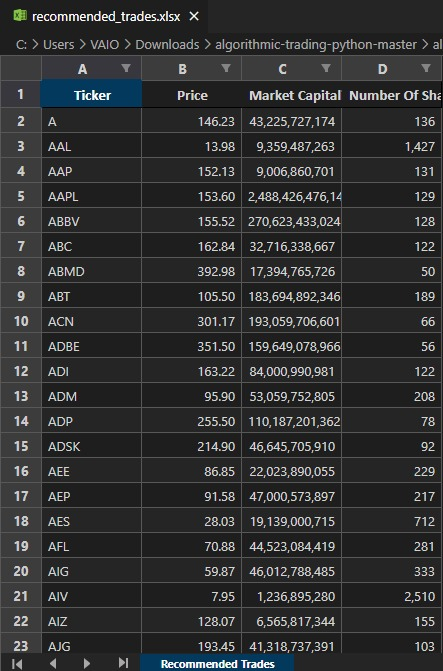 recommended_trades.xlsx ×
C: > Users > VAIO > Downloads > algorithmic-trading-python-master > al
A B C D
1 Ticker Price Market Capital Number Of Sha
2 A 146.23 43,225,727,174 136
3 AAL 13.98 9,359,487,263 1,427
4 AAP 152.13 9,006,860,701 131
5 AAPL 153.60 2,488,426,476,14 129
6 ABBV 155.52 270,623,433,024 128
7 ABC 162.84 32,716,338,667 122
8 ABMD 392.98 17,394,765,726 50
9 ABT 105.50 183,694,892,346 189
10 ACN 301.17 193,059,706,601 66
11 ADBE 351.50 159,649,078,966 56
12 ADI 163.22 84,000,990,981 122
13 ADM 95.90 53,059,752,805 208
14 ADP 255.50 110,187,201,362 78
15 ADSK 214.90 46,645,705,910 92
16 AEE 86.85 22,023,890,055 229
17 AEP 91.58 47,000,573,897 217
18 AES 28.03 19,139,000,715 712
19 AFL 70.88 44,523,084,419 281
20 AIG 59.87 46,012,788,485 333
21 AIV 7.95 1,236,895,280 2,510
22 AIZ 128.07 6,565,817,344 155
23 AJG 193.45 41,318,737,391 103
Recommended Trades